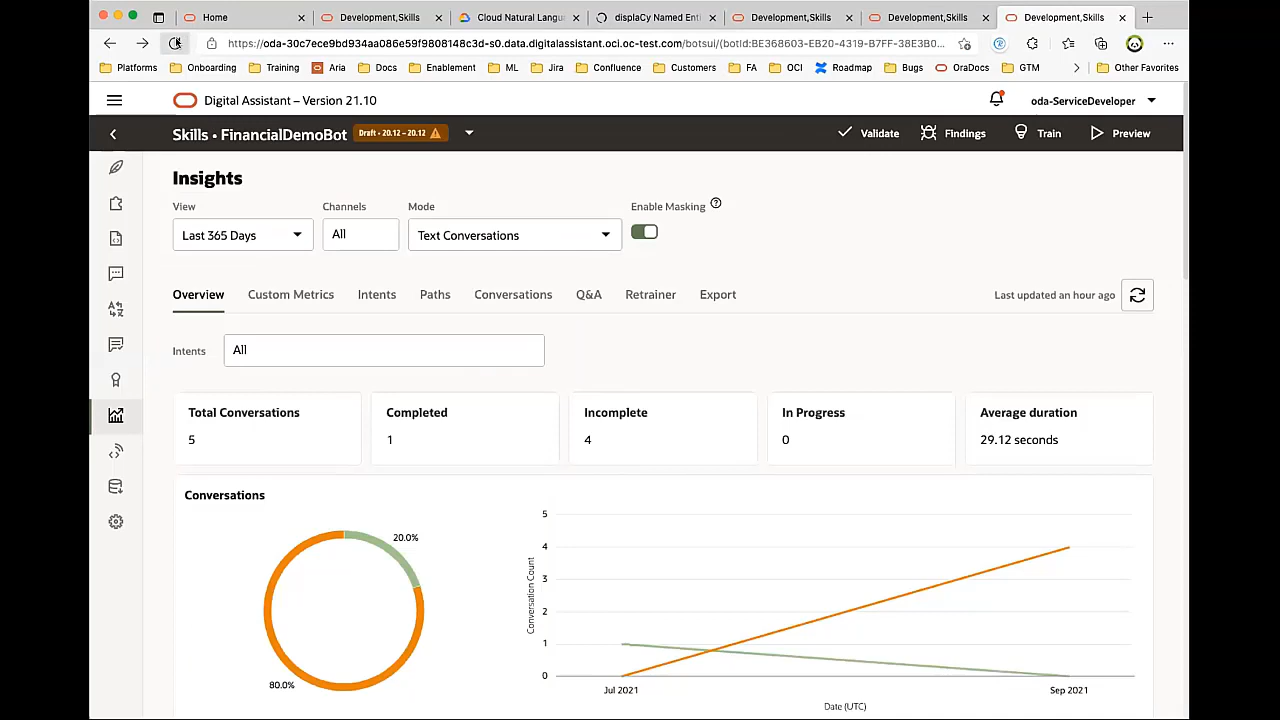 Home
Development,Skills
Cloud Natural Langu
displaCy Named Ent
Development,Skills
Development,Skills
Development,Skills
https://oda-30c7ece9bd934aa086e59f9808148c3d-s0.data.digitalassistant.oci.oc-test.com/botsui/(botId:BE368603-EB20-4319-B7FF-38E3B0...
Platforms
Onboarding
Training
Aria
Docs
Enablement
ML
Jira
Confluence
Customers
FA
OCI
Roadmap
Bugs
OraDocs
GTM
Other Favorites
Digital Assistant – Version 21.10
oda-ServiceDeveloper
Skills • FinancialDemoBot
Draft • 20.12 – 20.12
Validate
Findings
Train
Preview
Insights
View
Channels
Mode
Enable Masking
Last 365 Days
All
Text Conversations
Overview
Custom Metrics
Intents
Paths
Conversations
Q&A
Retrainer
Export
Last updated an hour ago
Intents
All
Total Conversations
Completed
Incomplete
In Progress
Average duration
5
1
4
0
29.12 seconds
Conversations
20.0%
80.0%
Conversation Count
5
4
3
2
1
0
Jul 2021
Sep 2021
Date (UTC)